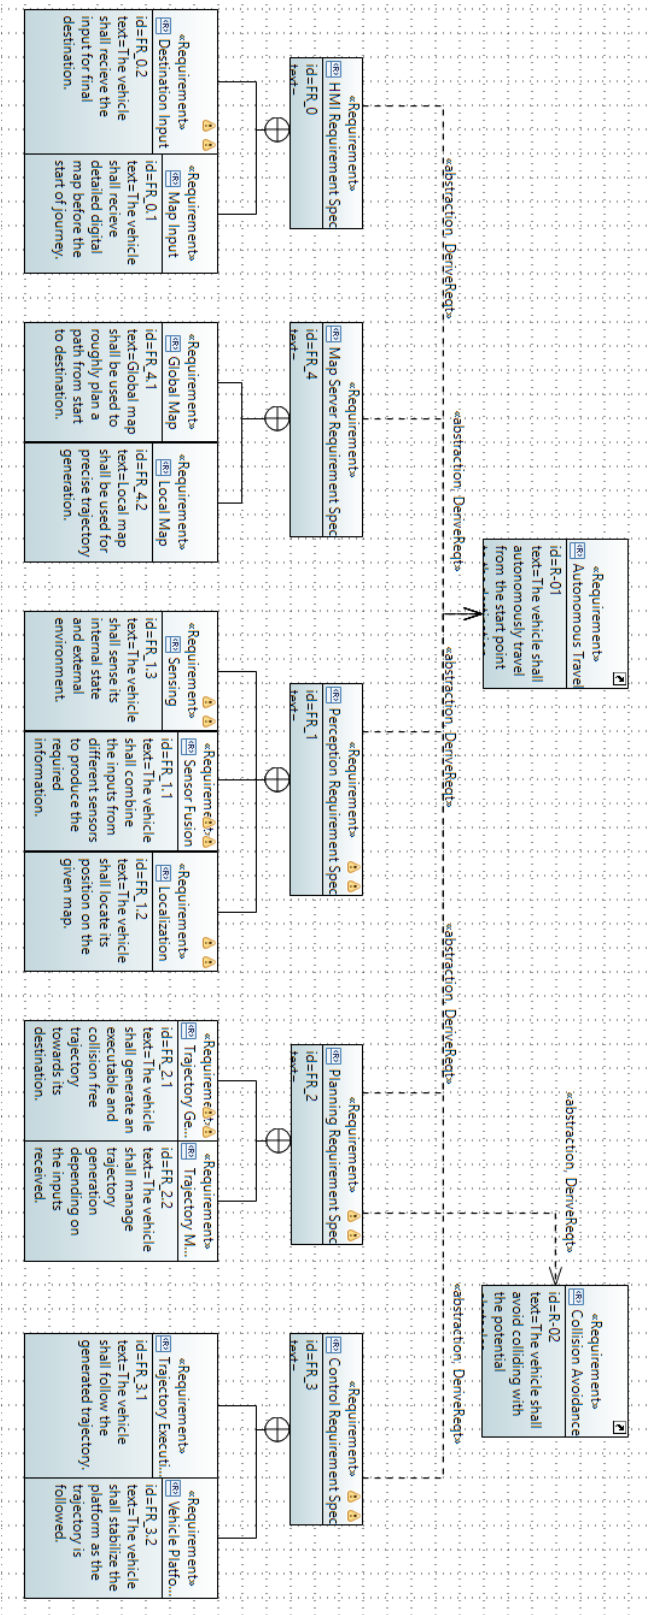 «Requirement»
«R» Autonomous Travel
id=R-01
text=The vehicle shall
autonomously travel
from the start point
«Requirement»
«R» Collision Avoidance
id=R-02
text=The vehicle shall
avoid colliding with
the potential
«abstraction, DeriveReqt»
«abstraction, DeriveReqt»
«abstraction, DeriveReqt»
«abstraction, DeriveReqt»
«abstraction, DeriveReqt»
«abstraction, DeriveReqt»
«Requirement»
«R» HMI Requirement Spec
id=FR_0
text=
«Requirement»
«R» Map Server Requirement Spec
id=FR_4
text=
«Requirement»
«R» Perception Requirement Spec
id=FR_1
text=
«Requirement»
«R» Planning Requirement Spec
id=FR_2
text=
«Requirement»
«R» Control Requirement Spec
id=FR_3
text=
«Requirement»
«R» Destination Input
id=FR_0.2
text=The vehicle
shall recieve the
input for final
destination.
«Requirement»
«R» Map Input
id=FR_0.1
text=The vehicle
shall recieve
detailed digital
map before the
start of journey.
«Requirement»
«R» Global Map
id=FR_4.1
text=Global map
shall be used to
roughly plan a
path from start
to destination.
«Requirement»
«R» Local Map
id=FR_4.2
text=Local map
shall be used for
precise trajectory
generation.
«Requirement»
«R» Sensing
id=FR_1.3
text=The vehicle
shall sense its
internal state
and external
environment.
«Requirement»
«R» Sensor Fusion
id=FR_1.1
text=The vehicle
shall combine
the inputs from
different sensors
to produce the
required
information.
«Requirement»
«R» Localization
id=FR_1.2
text=The vehicle
shall locate its
position on the
given map.
«Requirement»
«R» Trajectory Ge...
id=FR_2.1
text=The vehicle
shall generate an
executable and
collision free
trajectory
towards its
destination.
«Requirement»
«R» Trajectory M...
id=FR_2.2
text=The vehicle
shall manage
trajectory
generation
depending on
the inputs
received.
«Requirement»
«R» Trajectory Executi...
id=FR_3.1
text=The vehicle
shall follow the
generated trajectory.
«Requirement»
«R» Vehicle Platfo...
id=FR_3.2
text=The vehicle
shall stabilize the
platform as the
trajectory is
followed.